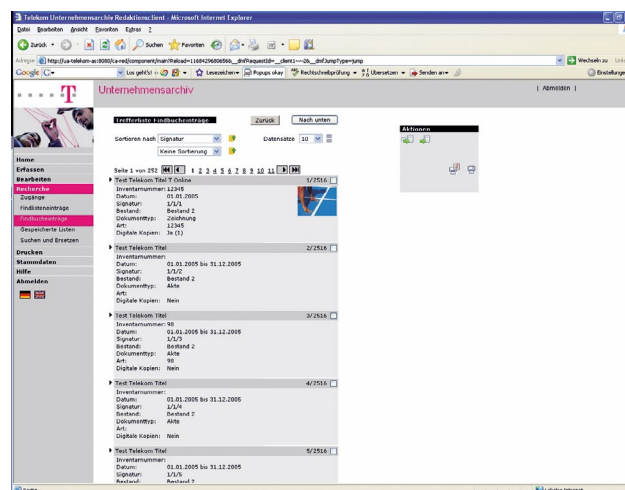 Telekom Unternehmensarchiv Redaktionsclient - Microsoft Internet Explorer
Datei Bearbeiten Ansicht Favoriten Extras ?
Zurück Suchen Favoriten
Adresse Wechseln zu
Google Los geht's! Lesezeichen Popups okay Rechtschreibprüfung Übersetzen Senden an Einstellunge
T Unternehmensarchiv | Abmelden |
Trefferliste Findbucheinträge Zurück Nach unten
Aktionen
Sortieren nach Signatur Datensätze 10
Keine Sortierung
Home
Erfassen
Bearbeiten
Recherche
Zugänge
Findlisteneinträge
Findbucheinträge
Gespeicherte Listen
Suchen und Ersetzen
Drucken
Stammdaten
Hilfe
Abmelden
Seite 1 von 252 1 2 3 4 5 6 7 8 9 10 11
Test Telekom Titel 7 Online 1/2516
Inventarnummer: 12345
Datum: 01.01.2005
Signatur: 1/1/1
Bestand: Bestand 2
Dokumenttyp: Zeichnung
Art: 12345
Digitale Kopien: Ja (1)
Test Telekom Titel 2/2516
Inventarnummer:
Datum: 01.01.2005 bis 31.12.2005
Signatur: 1/1/2
Bestand: Bestand 2
Dokumenttyp: Akte
Art:
Digitale Kopien: Nein
Test Telekom Titel 3/2516
Inventarnummer: 98
Datum: 01.01.2005 bis 31.12.2005
Signatur: 1/1/3
Bestand: Bestand 2
Dokumenttyp: Akte
Art: 98
Digitale Kopien: Nein
Test Telekom Titel 4/2516
Inventarnummer:
Datum: 01.01.2005 bis 31.12.2005
Signatur: 1/1/4
Bestand: Bestand 2
Dokumenttyp: Akte
Art:
Digitale Kopien: Nein
Test Telekom Titel 5/2516
Inventarnummer:
Datum: 01.01.2005 bis 31.12.2005
Signatur: 1/1/5
Bestand: Bestand 2